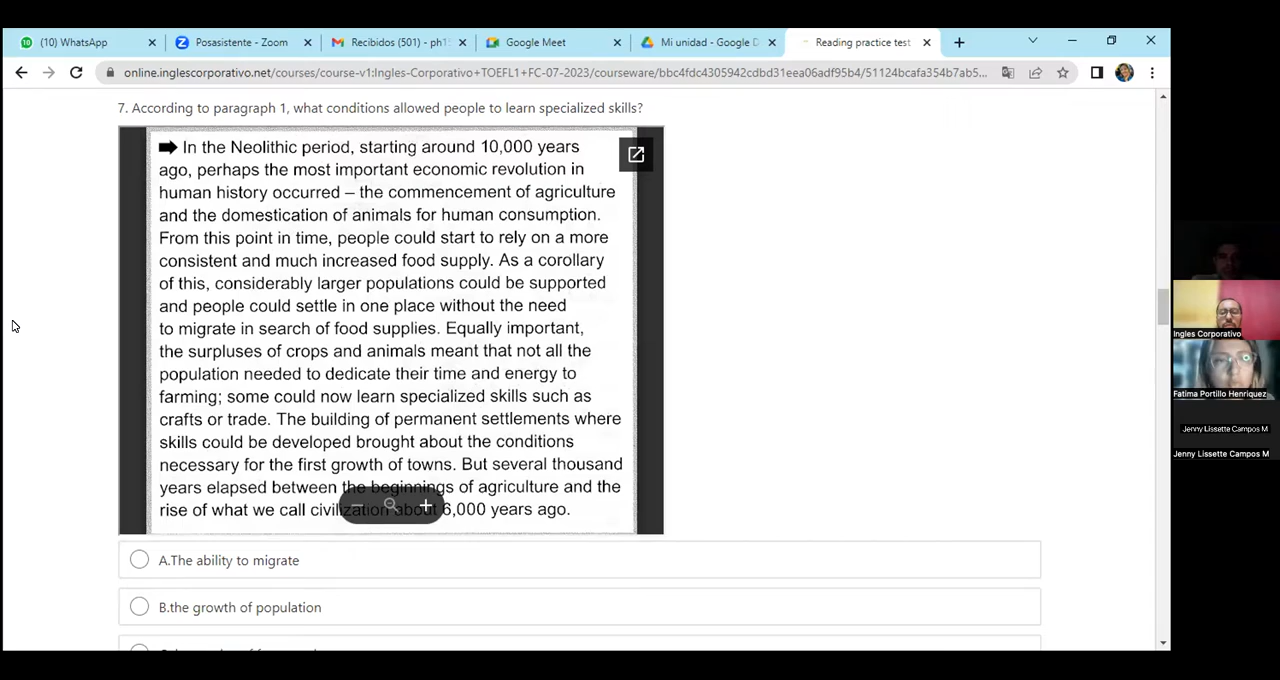 (10) WhatsApp
Posasistente - Zoom
Recibidos (501) - ph1
Google Meet
Mi unidad - Google D
Reading practice test
online.inglescorporativo.net/courses/course-v1:Ingles-Corporativo+TOEFL1+FC-07-2023/courseware/bbc4fdc4305942cdbd31eea06adf95b4/51124bcafa354b7ab5...
7. According to paragraph 1, what conditions allowed people to learn specialized skills?
In the Neolithic period, starting around 10,000 years
ago, perhaps the most important economic revolution in
human history occurred – the commencement of agriculture
and the domestication of animals for human consumption.
From this point in time, people could start to rely on a more
consistent and much increased food supply. As a corollary
of this, considerably larger populations could be supported
and people could settle in one place without the need
to migrate in search of food supplies. Equally important,
the surpluses of crops and animals meant that not all the
population needed to dedicate their time and energy to
farming; some could now learn specialized skills such as
crafts or trade. The building of permanent settlements where
skills could be developed brought about the conditions
necessary for the first growth of towns. But several thousand
years elapsed between the beginnings of agriculture and the
rise of what we call civilization about 6,000 years ago.
A.The ability to migrate
B.the growth of population
Ingles Corporativo
Fatima Portillo Henriquez
Jenny Lissette Campos M
Jenny Lissette Campos M